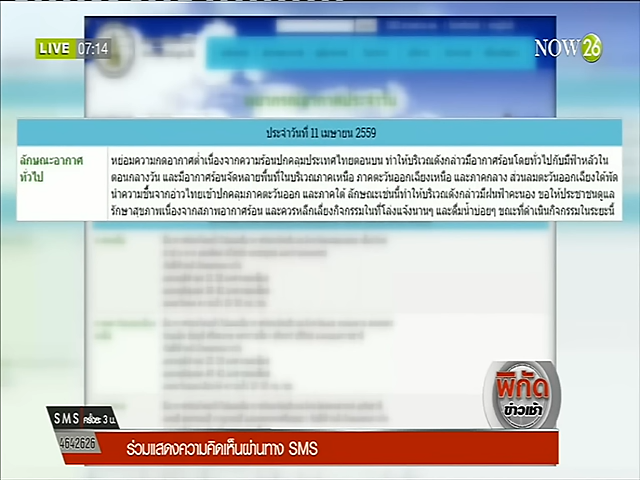 LIVE 07:14
NOW26
ประจำวันที่ 11 เมษายน 2559
ลักษณะอากาศ
ทั่วไป
หย่อมความกดอากาศต่ำเนื่องจากความร้อนปกคลุมประเทศไทยตอนบน ทำให้บริเวณดังกล่าวมีอากาศร้อนโดยทั่วไปกับมีฟ้าหลัวใน
ตอนกลางวัน และมีอากาศร้อนจัดหลายพื้นที่ในบริเวณภาคเหนือ ภาคตะวันออกเฉียงเหนือ และภาคกลาง ส่วนลมตะวันออกเฉียงใต้พัด
นำความชื้นจากอ่าวไทยเข้าปกคลุมภาคตะวันออก และภาคใต้ ลักษณะเช่นนี้ทำให้บริเวณดังกล่าวมีฝนฟ้าคะนอง ขอให้ประชาชนดูแล
รักษาสุขภาพเนื่องจากสภาพอากาศร้อน และควรหลีกเลี่ยงกิจกรรมในที่โล่งแจ้งนานๆ และดื่มน้ำบ่อยๆ ขณะที่ดำเนินกิจกรรมในระยะนี้
พิกัด
ข่าวเช้า
SMS ครั้งละ 3 บ.
4642626
ร่วมแสดงความคิดเห็นผ่านทาง SMS